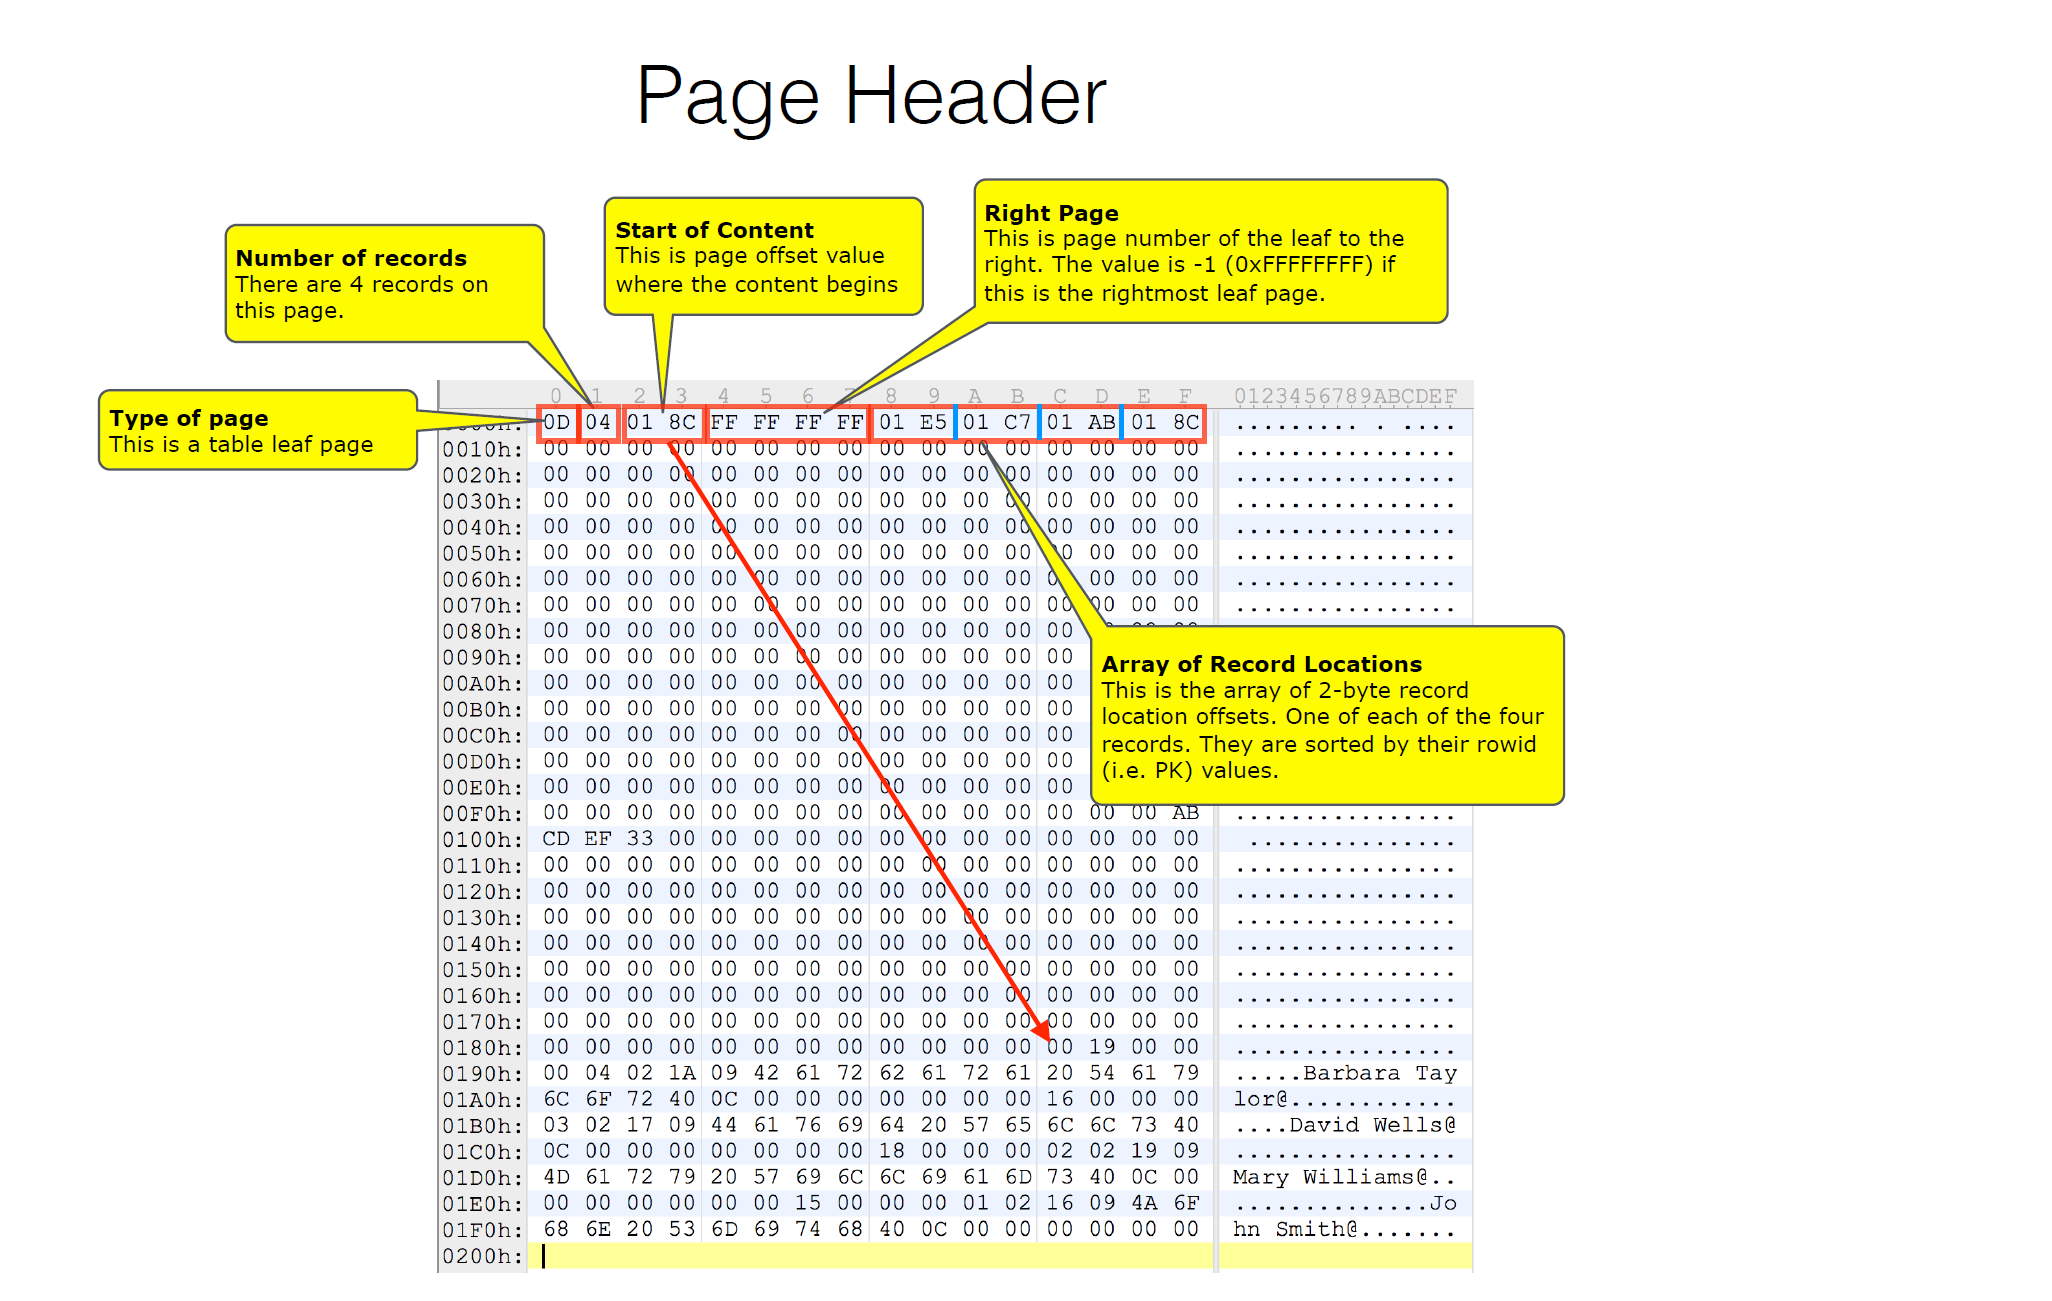 Page Header
Right Page
This is page number of the leaf to the
right. The value is -1 (0xFFFFFFFF) if
this is the rightmost leaf page.
Start of Content
This is page offset value
where the content begins
Number of records
There are 4 records on
this page.
Type of page
This is a table leaf page
0 1 2 3 4 5 6 7 8 9 A B C D E F 0123456789ABCDEF
0D 04 01 8C FF FF FF FF 01 E5 01 C7 01 AB 01 8C ......... . ....
0010h: 00 00 00 00 00 00 00 00 00 00 00 00 00 00 00 00 ................
0020h: 00 00 00 00 00 00 00 00 00 00 00 00 00 00 00 00 ................
0030h: 00 00 00 00 00 00 00 00 00 00 00 00 00 00 00 00 ................
0040h: 00 00 00 00 00 00 00 00 00 00 00 00 00 00 00 00 ................
0050h: 00 00 00 00 00 00 00 00 00 00 00 00 00 00 00 00 ................
0060h: 00 00 00 00 00 00 00 00 00 00 00 00 00 00 00 00 ................
0070h: 00 00 00 00 00 00 00 00 00 00 00 00 00 00 00 00 ................
0080h: 00 00 00 00 00 00 00 00 00 00 00 00 00
0090h: 00 00 00 00 00 00 00 00 00 00 00 00 00
00A0h: 00 00 00 00 00 00 00 00 00 00 00 00 00
00B0h: 00 00 00 00 00 00 00 00 00 00 00 00 00
00C0h: 00 00 00 00 00 00 00 00 00 00 00 00 00
00D0h: 00 00 00 00 00 00 00 00 00 00 00 00 00
00E0h: 00 00 00 00 00 00 00 00 00 00 00 00 00
Array of Record Locations
This is the array of 2-byte record
location offsets. One of each of the four
records. They are sorted by their rowid
(i.e. PK) values.
00F0h: 00 00 00 00 00 00 00 00 00 00 00 00 00 00 00 AB ................
0100h: CD EF 33 00 00 00 00 00 00 00 00 00 00 00 00 00 ...............
0110h: 00 00 00 00 00 00 00 00 00 00 00 00 00 00 00 00 ................
0120h: 00 00 00 00 00 00 00 00 00 00 00 00 00 00 00 00 ................
0130h: 00 00 00 00 00 00 00 00 00 00 00 00 00 00 00 00 ................
0140h: 00 00 00 00 00 00 00 00 00 00 00 00 00 00 00 00 ................
0150h: 00 00 00 00 00 00 00 00 00 00 00 00 00 00 00 00 ................
0160h: 00 00 00 00 00 00 00 00 00 00 00 00 00 00 00 00 ................
0170h: 00 00 00 00 00 00 00 00 00 00 00 00 00 00 00 00 ................
0180h: 00 00 00 00 00 00 00 00 00 00 00 00 00 19 00 00 ................
0190h: 00 04 02 1A 09 42 61 72 62 61 72 61 20 54 61 79 .....Barbara Tay
01A0h: 6C 6F 72 40 0C 00 00 00 00 00 00 00 16 00 00 00 lor@............
01B0h: 03 02 17 09 44 61 76 69 64 20 57 65 6C 6C 73 40 ....David Wells@
01C0h: 0C 00 00 00 00 00 00 00 18 00 00 00 02 02 19 09 ................
01D0h: 4D 61 72 79 20 57 69 6C 6C 69 61 6D 73 40 0C 00 Mary Williams@..
01E0h: 00 00 00 00 00 00 15 00 00 00 01 02 16 09 4A 6F ..............Jo
01F0h: 68 6E 20 53 6D 69 74 68 40 0C 00 00 00 00 00 00 hn Smith@.......
0200h: